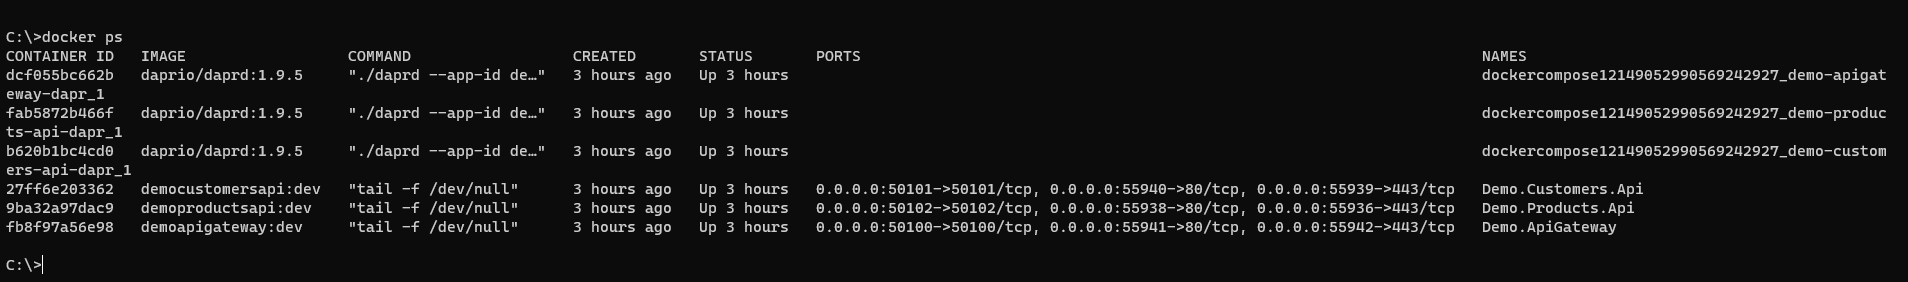 C:\>docker ps
CONTAINER ID   IMAGE                  COMMAND                  CREATED       STATUS       PORTS                                                                     NAMES
dcf055bc662b   daprio/daprd:1.9.5     "./daprd --app-id de…"   3 hours ago   Up 3 hours                                                                             dockercompose12149052990569242927_demo-apigat
eway-dapr_1
fab5872b466f   daprio/daprd:1.9.5     "./daprd --app-id de…"   3 hours ago   Up 3 hours                                                                             dockercompose12149052990569242927_demo-produc
ts-api-dapr_1
b620b1bc4cd0   daprio/daprd:1.9.5     "./daprd --app-id de…"   3 hours ago   Up 3 hours                                                                             dockercompose12149052990569242927_demo-custom
ers-api-dapr_1
27ff6e203362   democustomersapi:dev   "tail -f /dev/null"      3 hours ago   Up 3 hours   0.0.0.0:50101->50101/tcp, 0.0.0.0:55940->80/tcp, 0.0.0.0:55939->443/tcp   Demo.Customers.Api
9ba32a97dac9   demoproductsapi:dev    "tail -f /dev/null"      3 hours ago   Up 3 hours   0.0.0.0:50102->50102/tcp, 0.0.0.0:55938->80/tcp, 0.0.0.0:55936->443/tcp   Demo.Products.Api
fb8f97a56e98   demoapigateway:dev     "tail -f /dev/null"      3 hours ago   Up 3 hours   0.0.0.0:50100->50100/tcp, 0.0.0.0:55941->80/tcp, 0.0.0.0:55942->443/tcp   Demo.ApiGateway
C:\>